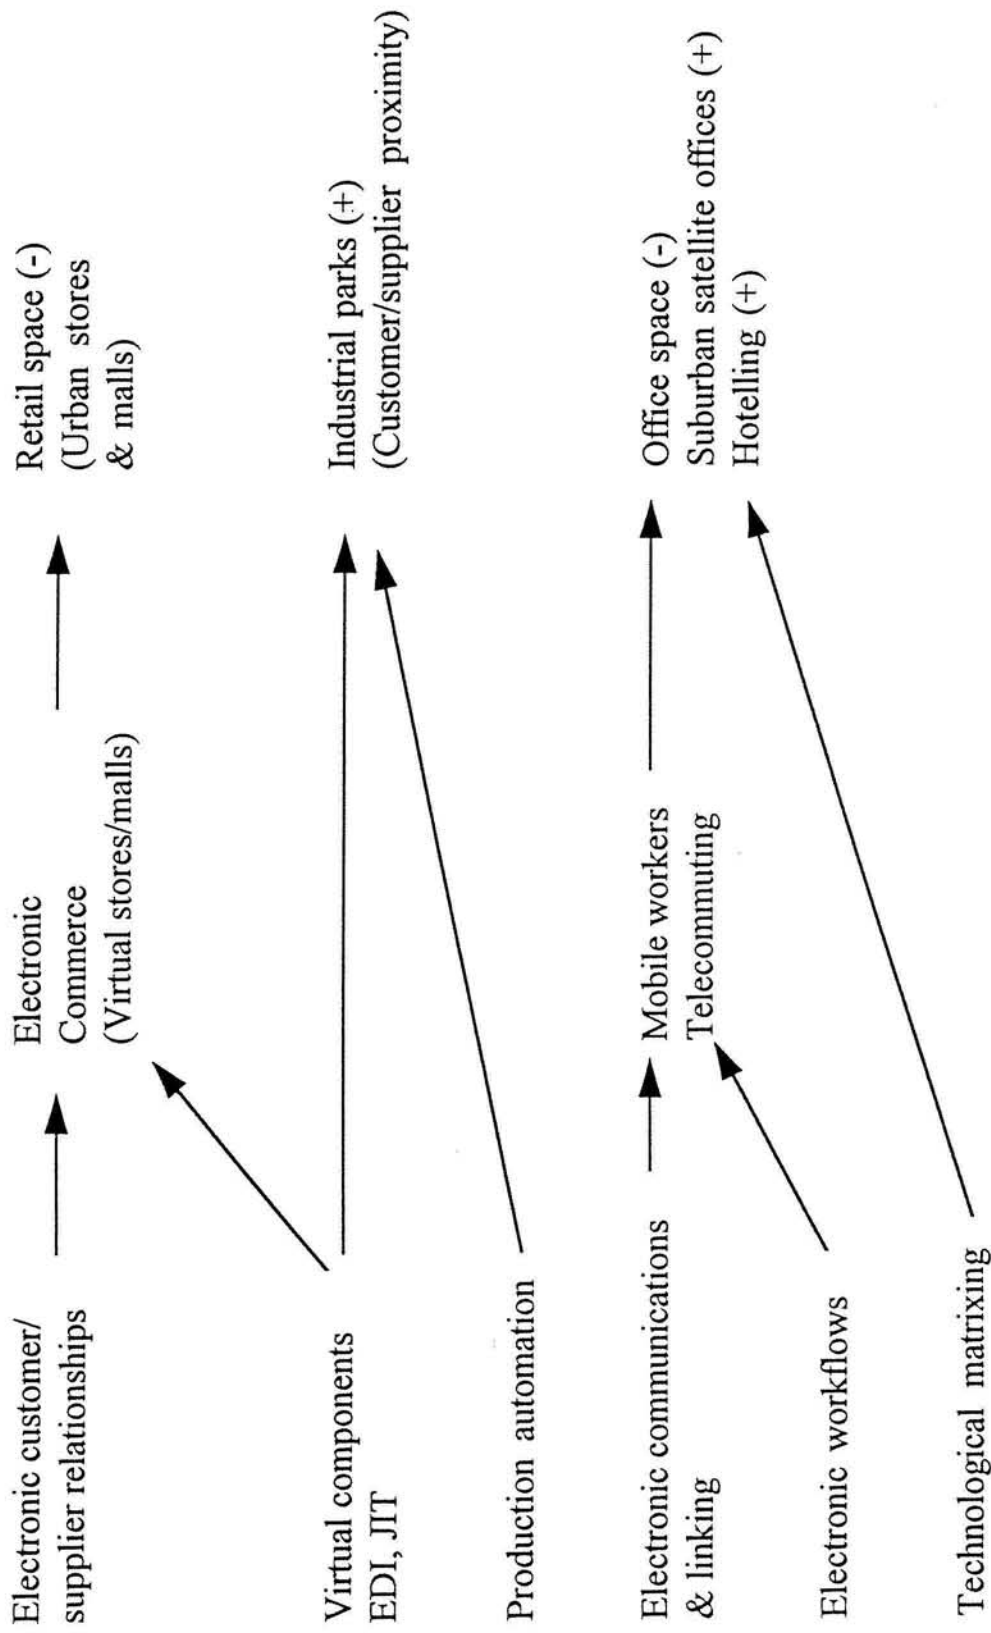 Electronic customer/
supplier relationships
Electronic
Commerce
(Virtual stores/malls)
Retail space (-)
(Urban stores
& malls)
Virtual components
EDI, JIT
Industrial parks (+)
(Customer/supplier proximity)
Production automation
Electronic communications
& linking
Mobile workers
Telecommuting
Office space (-)
Suburban satellite offices (+)
Hotelling (+)
Electronic workflows
Technological matrixing